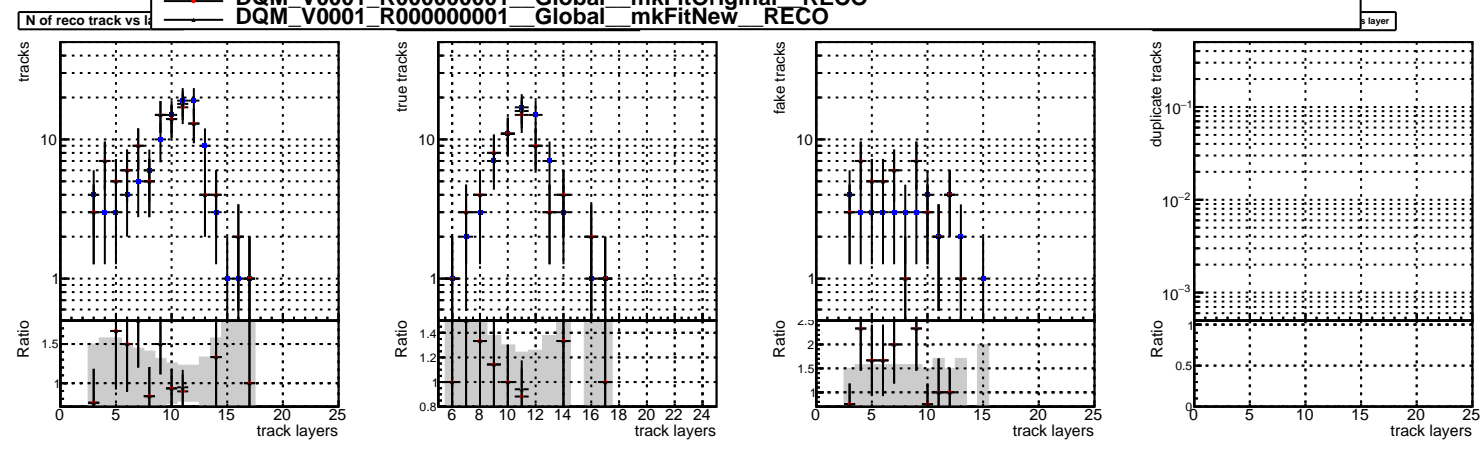 DQM_V0001_R000000001__Global__mkFitOriginal__RECO
DQM_V0001_R000000001__Global__mkFitNew__RECO
N of reco track vs la
s layer
tracks
10
1
Ratio
1.5
1
0 5 10 15 20 25
track layers
true tracks
10
1
Ratio
1.4
1.2
1
0.8
6 8 10 12 14 16 18 20 22 24
track layers
fake tracks
10
1
Ratio
2.5
2
1.5
1
0 5 10 15 20 25
track layers
duplicate tracks
10−1
10−2
10−3
Ratio
1
0.5
0
0 5 10 15 20 25
track layers